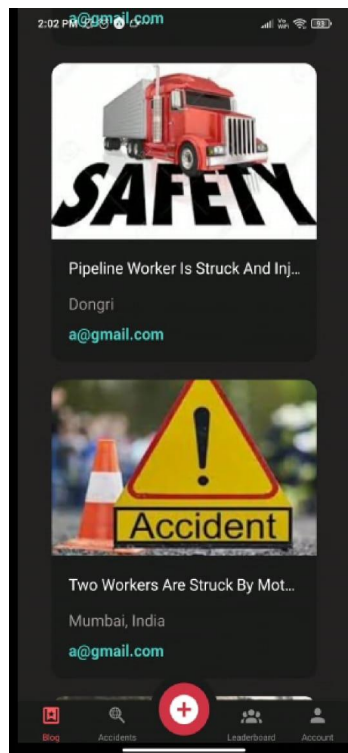 a@gmail.com
2:02 PM
93
SAFETY
Pipeline Worker Is Struck And Inj...
Dongri
a@gmail.com
Accident
Two Workers Are Struck By Mot...
Mumbai, India
a@gmail.com
Blog
Accidents
Leaderboard
Account